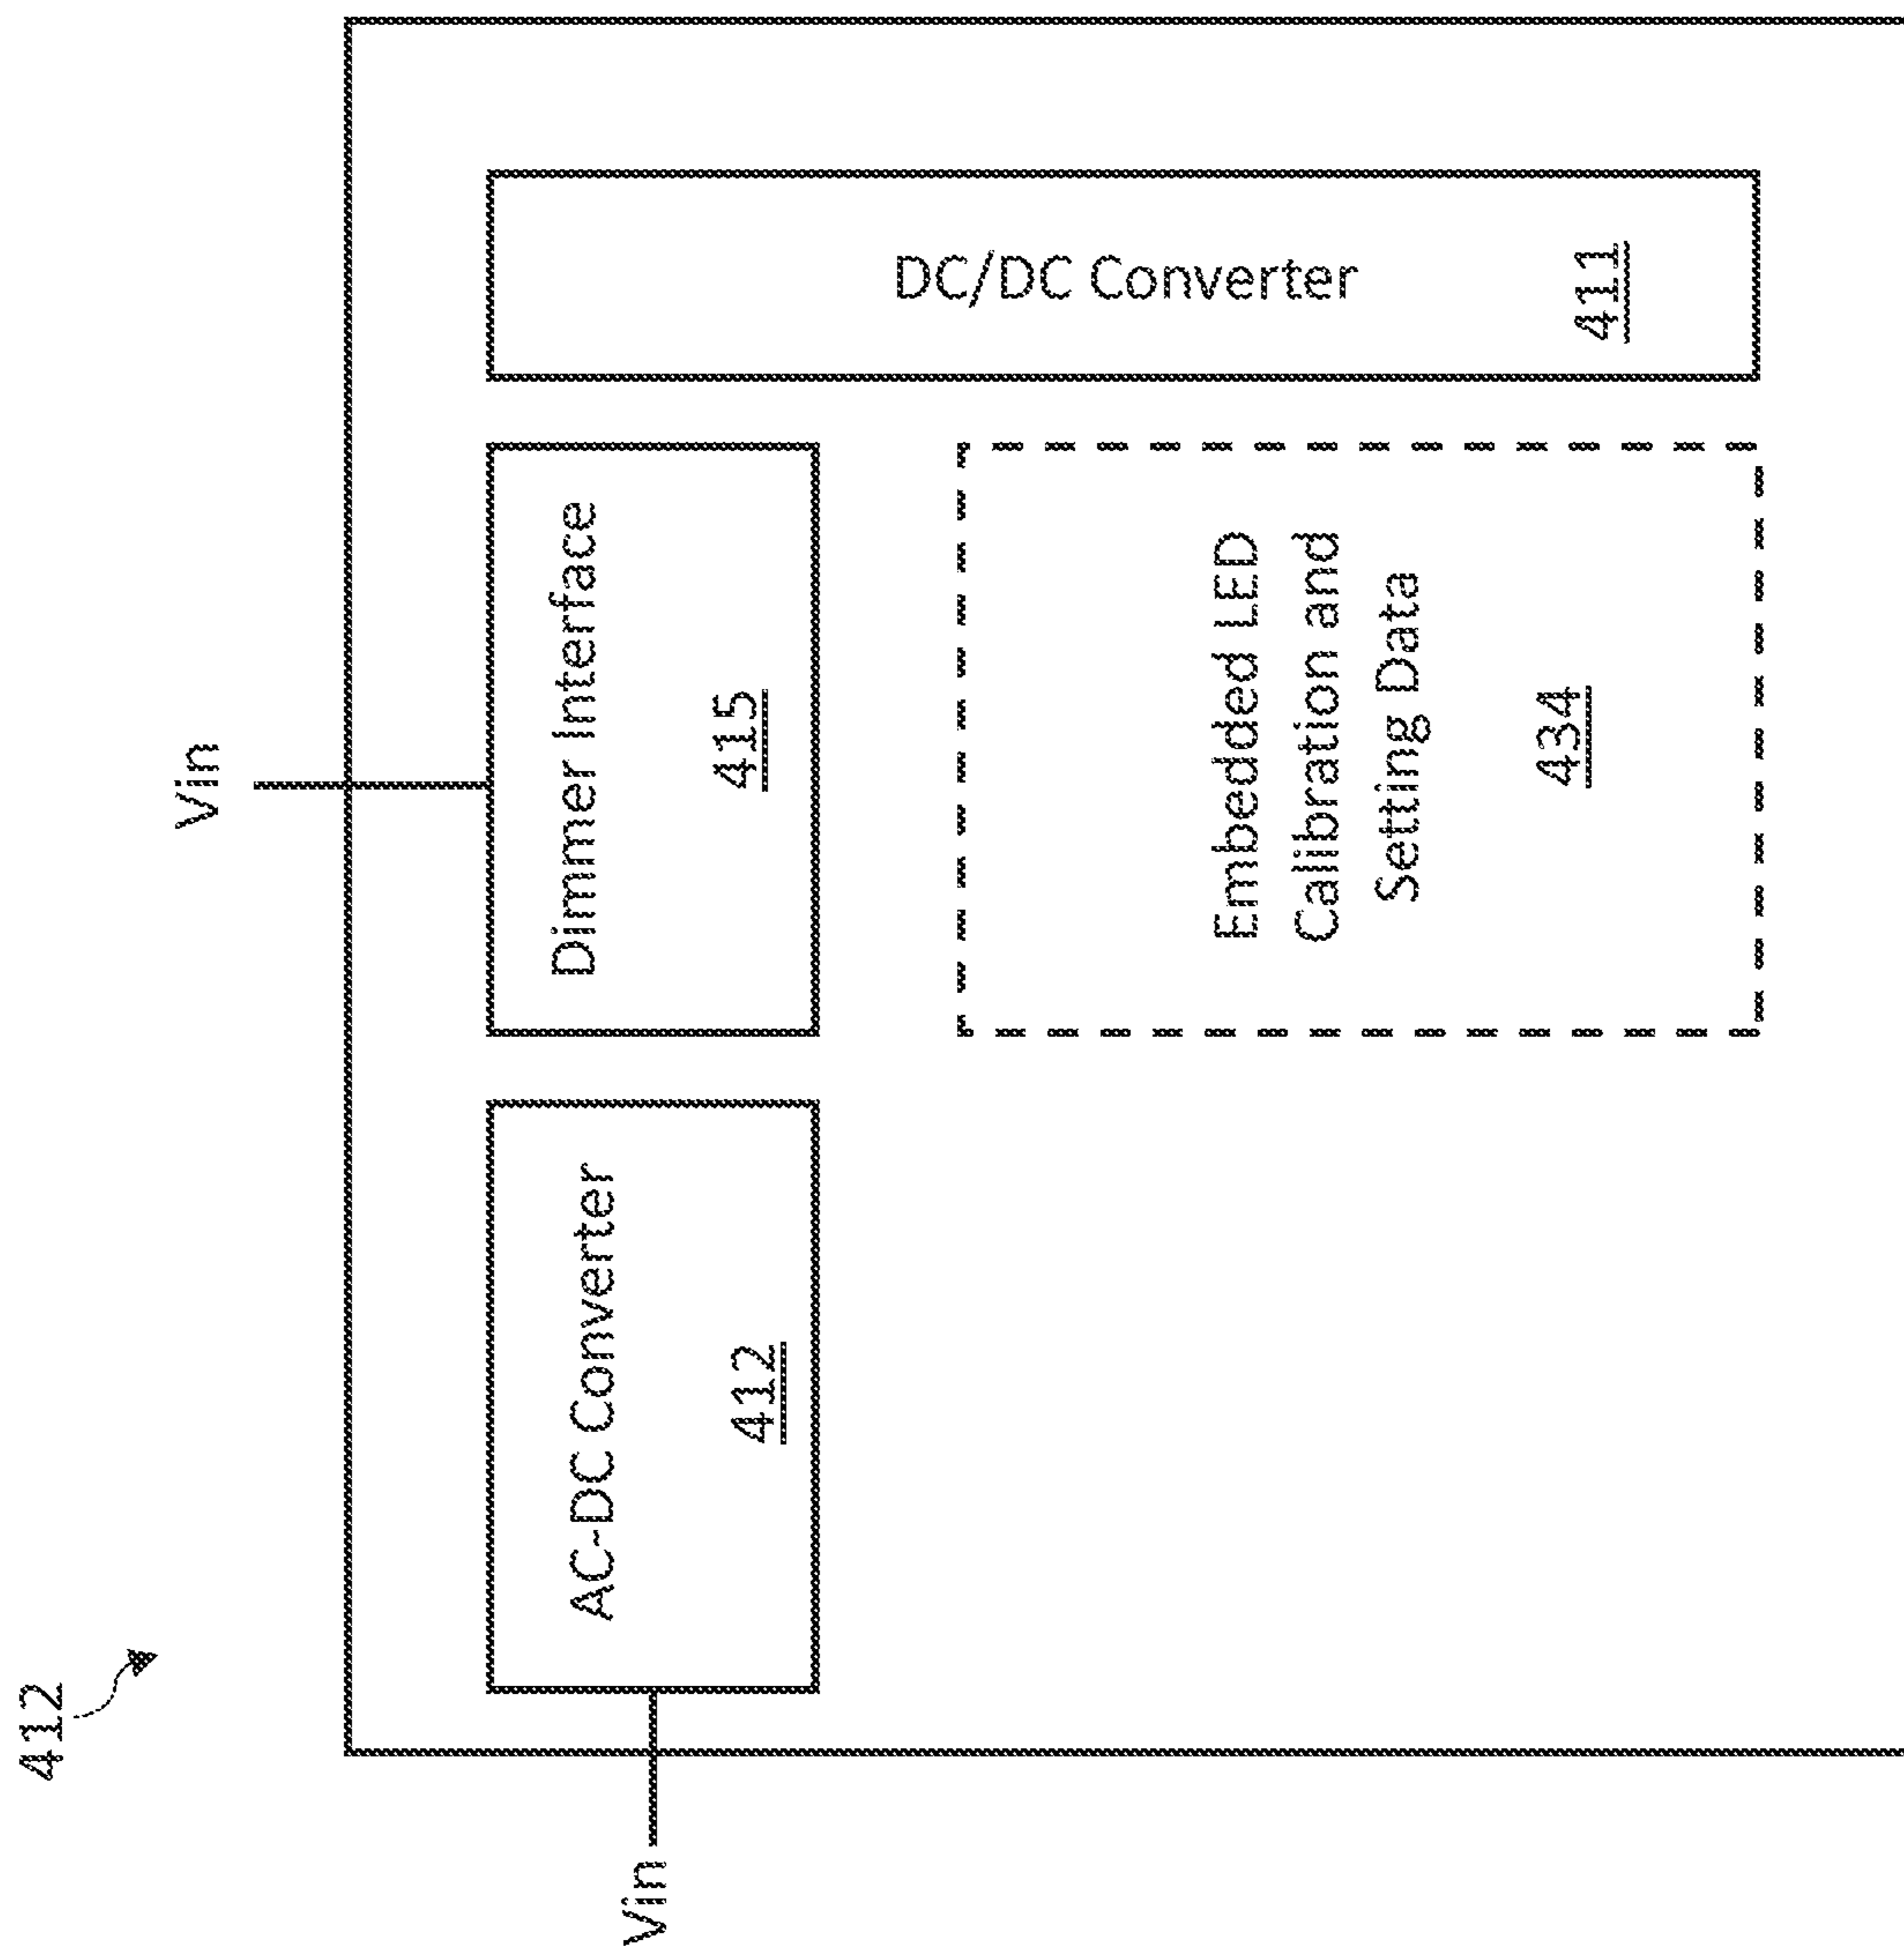 412
Vin
Vin
AC-DC Converter
412
Dimmer Interface
415
Embedded LED
Calibration and
Setting Data
434
DC/DC Converter
411